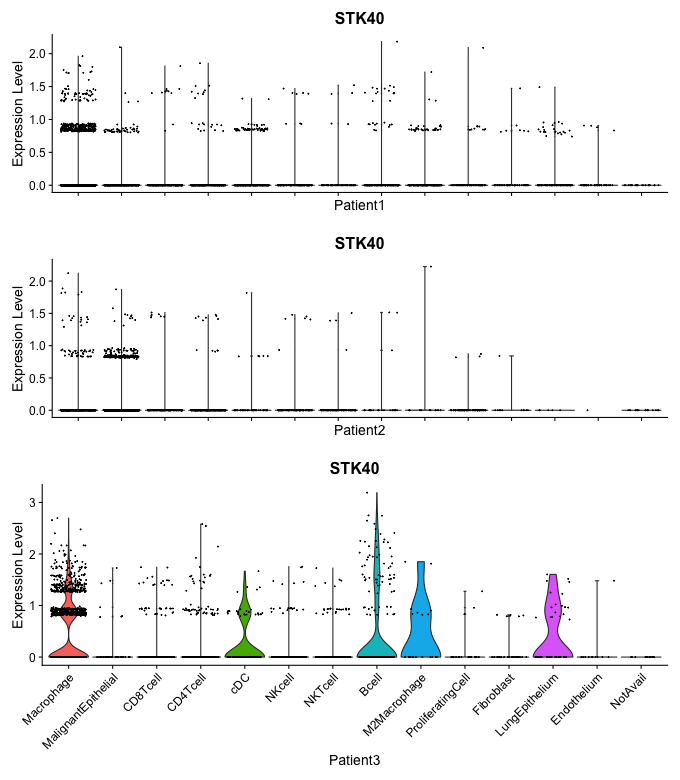 STK40
Expression Level
2.0
1.5
1.0
0.5
0.0
Patient1
STK40
Expression Level
2.0
1.5
1.0
0.5
0.0
Patient2
STK40
Expression Level
3
2
1
0
Macrophage
MalignantEpithelial
CD8Tcell
CD4Tcell
cDC
NKcell
NKTcell
Bcell
M2Macrophage
ProliferatingCell
Fibroblast
LungEpithelium
Endothelium
NotAvail
Patient3